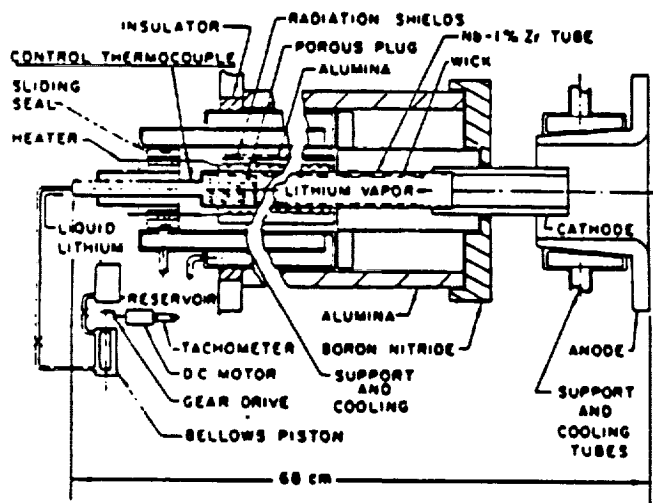 INSULATOR
RADIATION SHIELDS
POROUS PLUG
Nb-1% Zr TUBE
CONTROL THERMOCOUPLE
ALUMINA
WICK
SLIDING
SEAL
HEATER
LITHIUM VAPOR
LIQUID
LITHIUM
CATHODE
RESERVOIR
ALUMINA
TACHOMETER
BORON NITRIDE
ANODE
DC MOTOR
SUPPORT
AND
COOLING
GEAR DRIVE
SUPPORT
AND
COOLING
TUBES
BELLOWS PISTON
68 cm